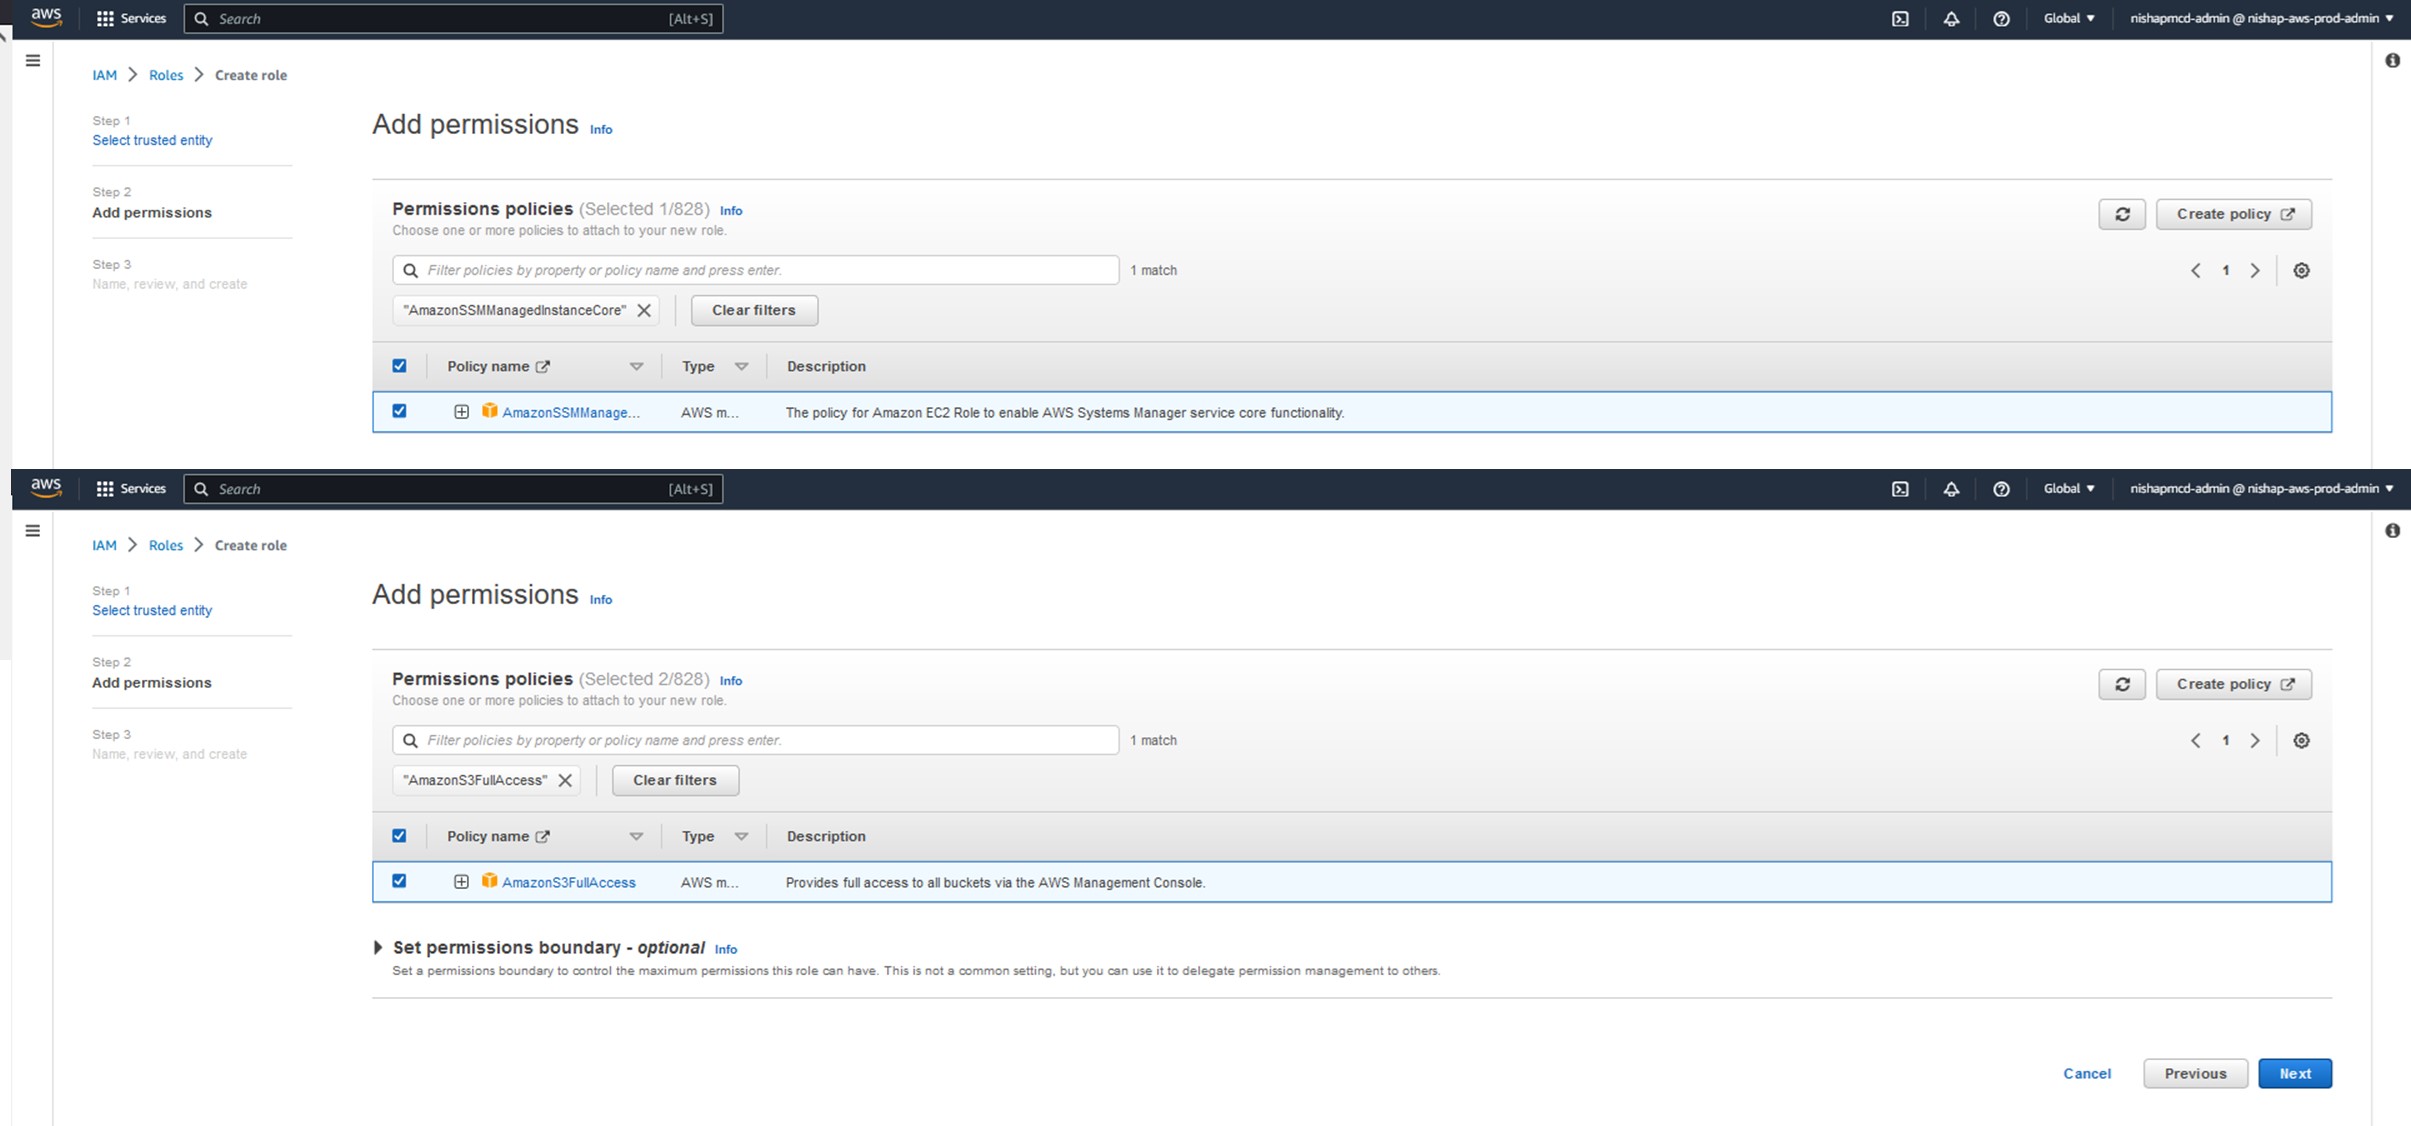 aws Services Search [Alt+S] Global nishapmcd-admin @ nishap-aws-prod-admin
IAM Roles Create role
Step 1
Select trusted entity
Step 2
Add permissions
Step 3
Name, review, and create
Add permissions Info
Permissions policies (Selected 1/828) Info
Choose one or more policies to attach to your new role.
Create policy
Filter policies by property or policy name and press enter. 1 match
1
"AmazonSSMManagedInstanceCore" Clear filters
Policy name Type Description
AmazonSSMManage... AWS m... The policy for Amazon EC2 Role to enable AWS Systems Manager service core functionality.
aws Services Search [Alt+S] Global nishapmcd-admin @ nishap-aws-prod-admin
IAM Roles Create role
Step 1
Select trusted entity
Step 2
Add permissions
Step 3
Name, review, and create
Add permissions Info
Permissions policies (Selected 2/828) Info
Choose one or more policies to attach to your new role.
Create policy
Filter policies by property or policy name and press enter. 1 match
1
"AmazonS3FullAccess" Clear filters
Policy name Type Description
AmazonS3FullAccess AWS m... Provides full access to all buckets via the AWS Management Console.
Set permissions boundary - optional Info
Set a permissions boundary to control the maximum permissions this role can have. This is not a common setting, but you can use it to delegate permission management to others.
Cancel Previous Next